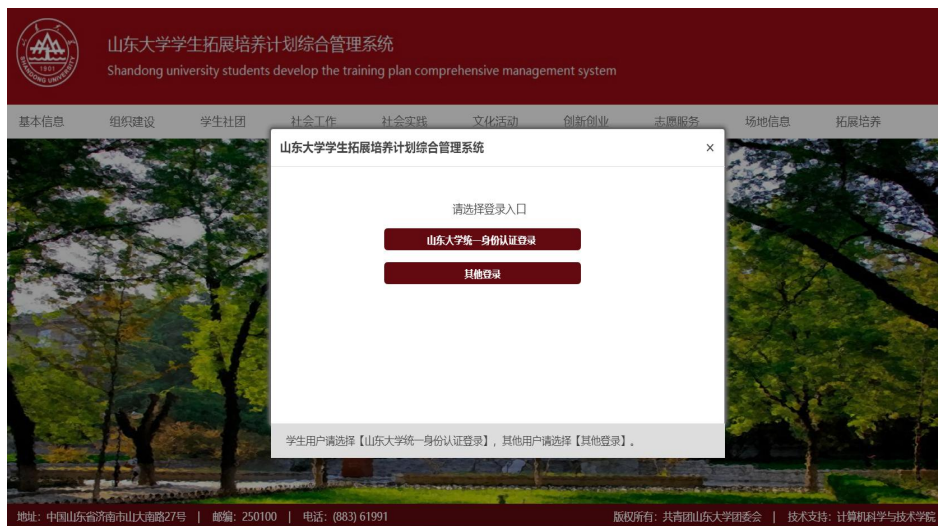 山东大学学生拓展培养计划综合管理系统
Shandong university students develop the training plan comprehensive management system
1901
SHANDONG UNIVERSITY
基本信息 组织建设 学生社团 社会工作 社会实践 文化活动 创新创业 志愿服务 场地信息 拓展培养
山东大学学生拓展培养计划综合管理系统 ×
请选择登录入口
山东大学统一身份认证登录
其他登录
学生用户请选择【山东大学统一身份认证登录】,其他用户请选择【其他登录】。
地址:中国山东省济南市山大南路27号 | 邮编:250100 | 电话:(883) 61991 版权所有:共青团山东大学团委会 | 技术支持:计算机科学与技术学院